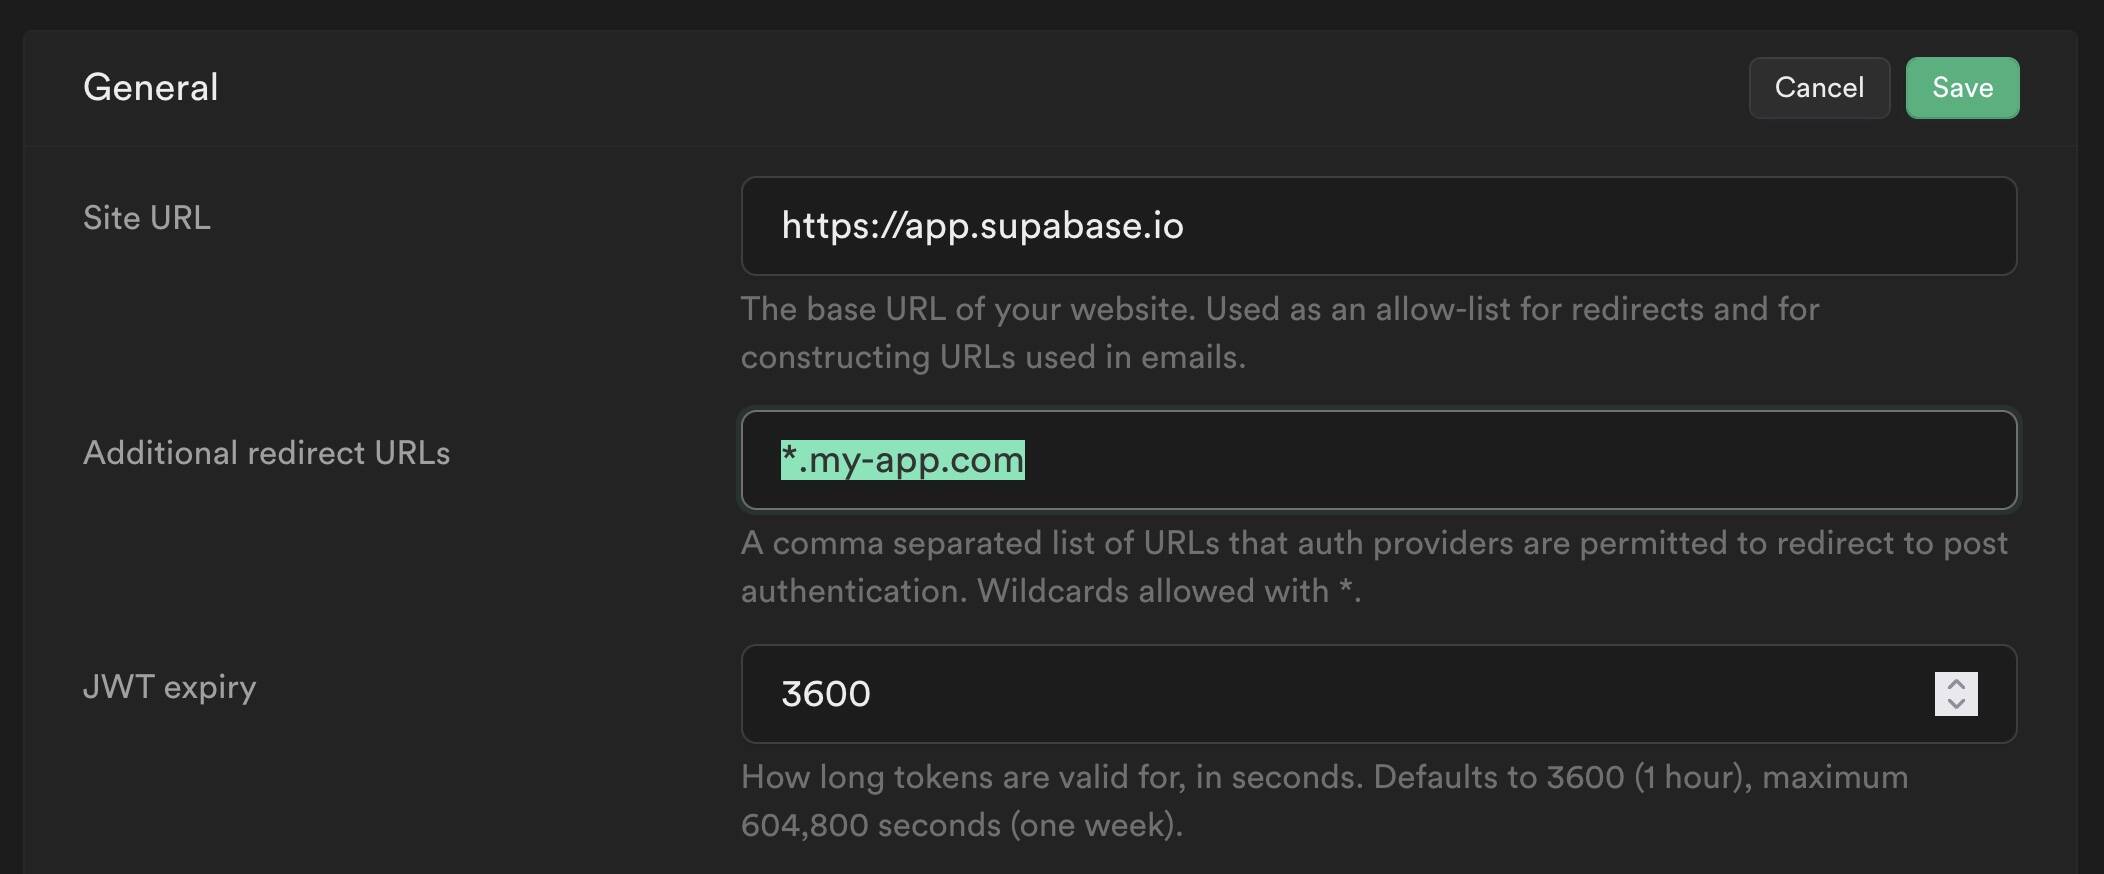 General
Cancel
Save
Site URL
https://app.supabase.io
The base URL of your website. Used as an allow-list for redirects and for
constructing URLs used in emails.
Additional redirect URLs
*.my-app.com
A comma separated list of URLs that auth providers are permitted to redirect to post
authentication. Wildcards allowed with *.
JWT expiry
3600
How long tokens are valid for, in seconds. Defaults to 3600 (1 hour), maximum
604,800 seconds (one week).